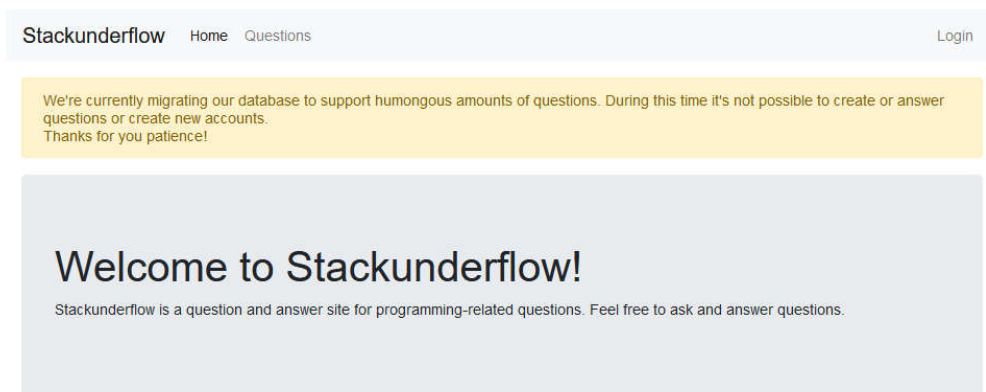 Stackunderflow Home Questions Login
We're currently migrating our database to support humongous amounts of questions. During this time it's not possible to create or answer
questions or create new accounts.
Thanks for you patience!
Welcome to Stackunderflow!
Stackunderflow is a question and answer site for programming-related questions. Feel free to ask and answer questions.